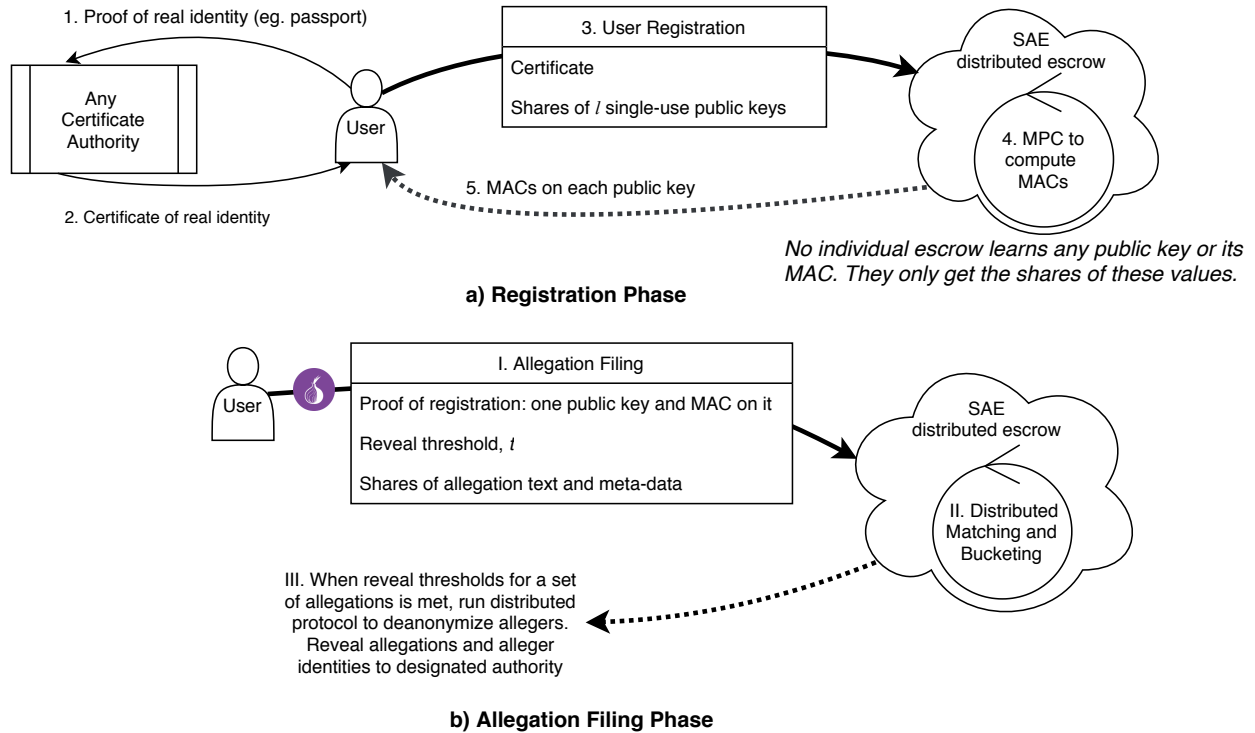 1. Proof of real identity (eg. passport)
Any
Certificate
Authority
User
2. Certificate of real identity
3. User Registration
Certificate
Shares of l single-use public keys
SAE
distributed escrow
4. MPC to
compute
MACs
5. MACs on each public key
No individual escrow learns any public key or its
MAC. They only get the shares of these values.
a) Registration Phase
User
I. Allegation Filing
Proof of registration: one public key and MAC on it
Reveal threshold, t
Shares of allegation text and meta-data
SAE
distributed escrow
II. Distributed
Matching and
Bucketing
III. When reveal thresholds for a set
of allegations is met, run distributed
protocol to deanonymize allegers.
Reveal allegations and alleger
identities to designated authority
b) Allegation Filing Phase